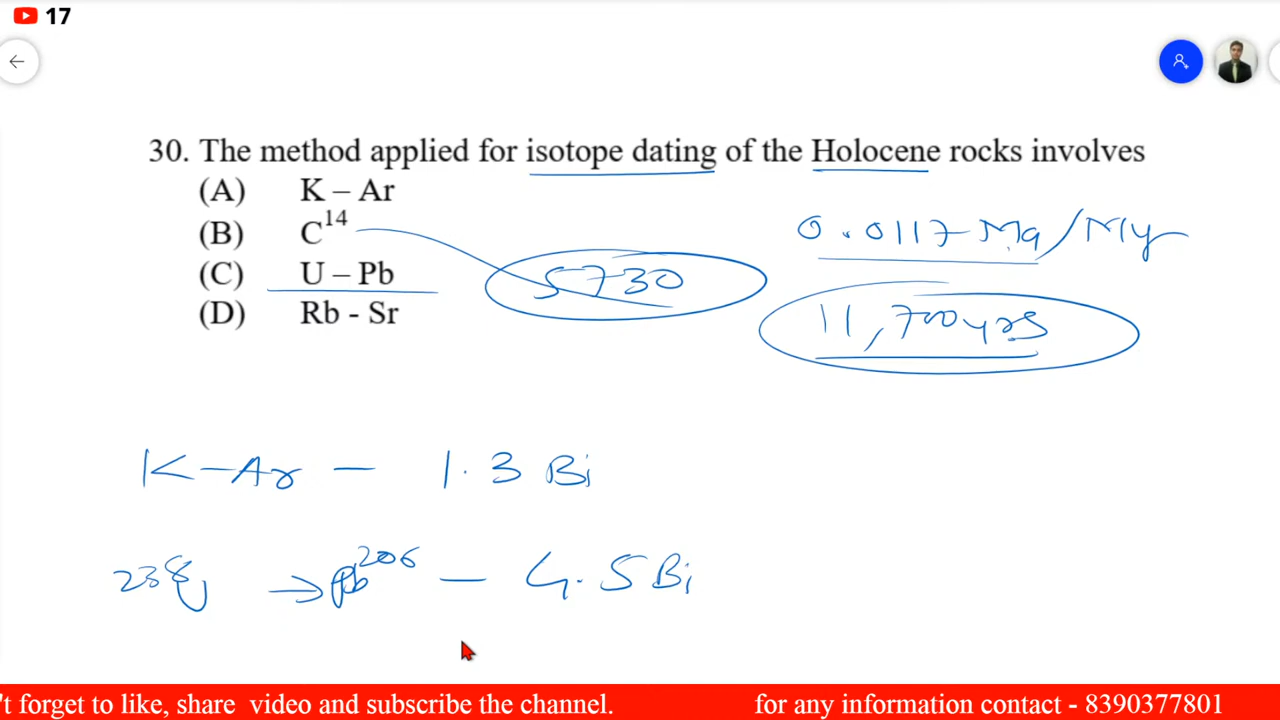 17
30. The method applied for isotope dating of the Holocene rocks involves
(A) K – Ar
(B) C¹⁴
(C) U – Pb
(D) Rb - Sr
0.0117 Ma/My
5730
11,700yrs
K-Ar – 1.3 Bi
238U → Pb²⁰⁶ – 4.5 Bi
't forget to like, share video and subscribe the channel. for any information contact - 8390377801